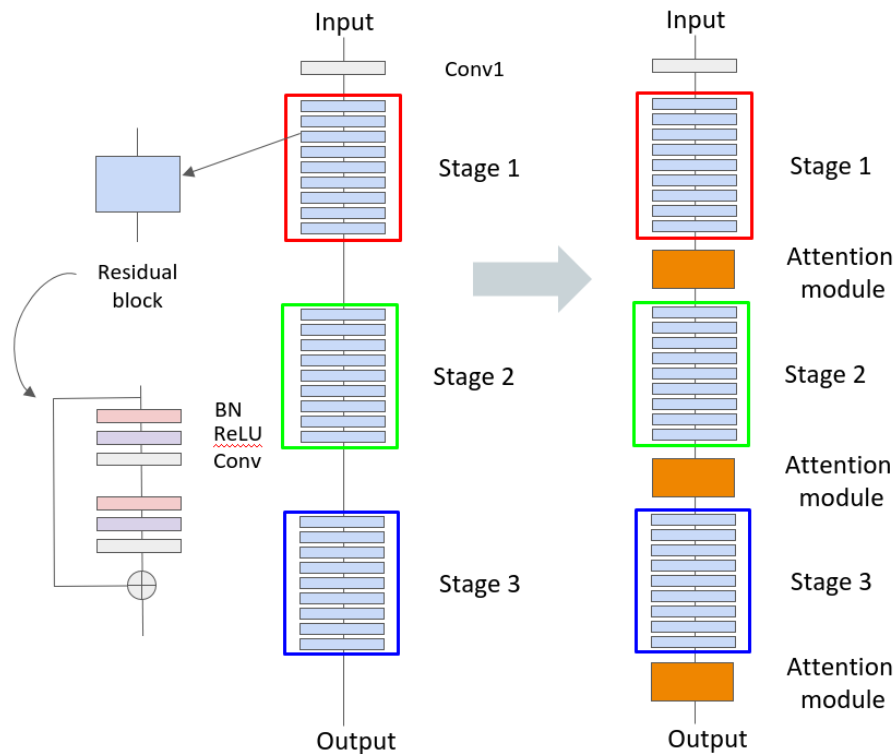 Input
Conv1
Stage 1
Residual
block
Stage 2
BN
ReLU
Conv
Stage 3
Output
Input
Stage 1
Attention
module
Stage 2
Attention
module
Stage 3
Attention
module
Output